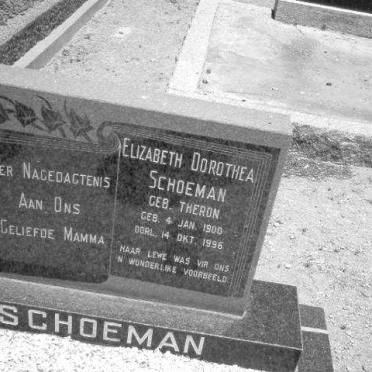 ER NAGEDAGTENIS
AAN ONS
GELIEFDE MAMMA
ELIZABETH DOROTHEA
SCHOEMAN
GEB. THERON
GEB. 4 JAN. 1900
OORL. 14 OKT. 1996
HAAR LEWE WAS VIR ONS
'N WONDERLIKE VOORBEELD
SCHOEMAN